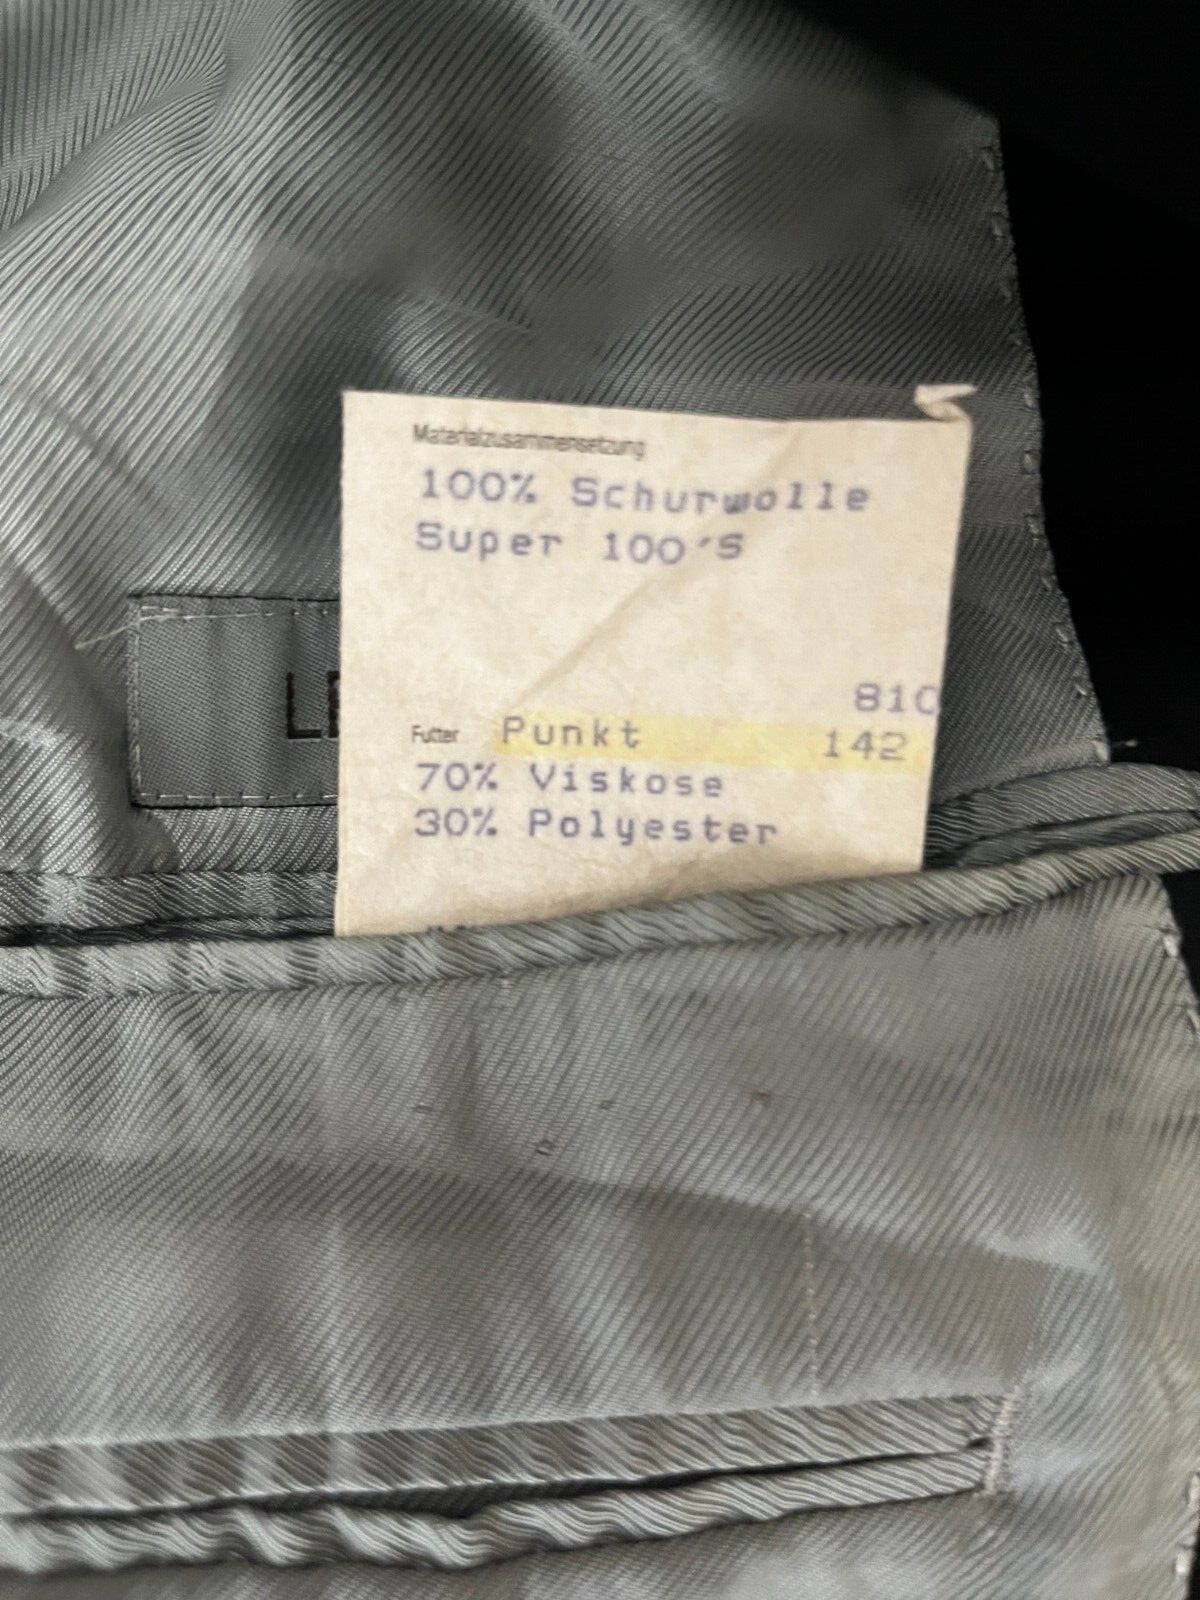 Materialzusammensetzung
100% Schurwolle
Super 100's
810
Futter Punkt 142
70% Viskose
30% Polyester